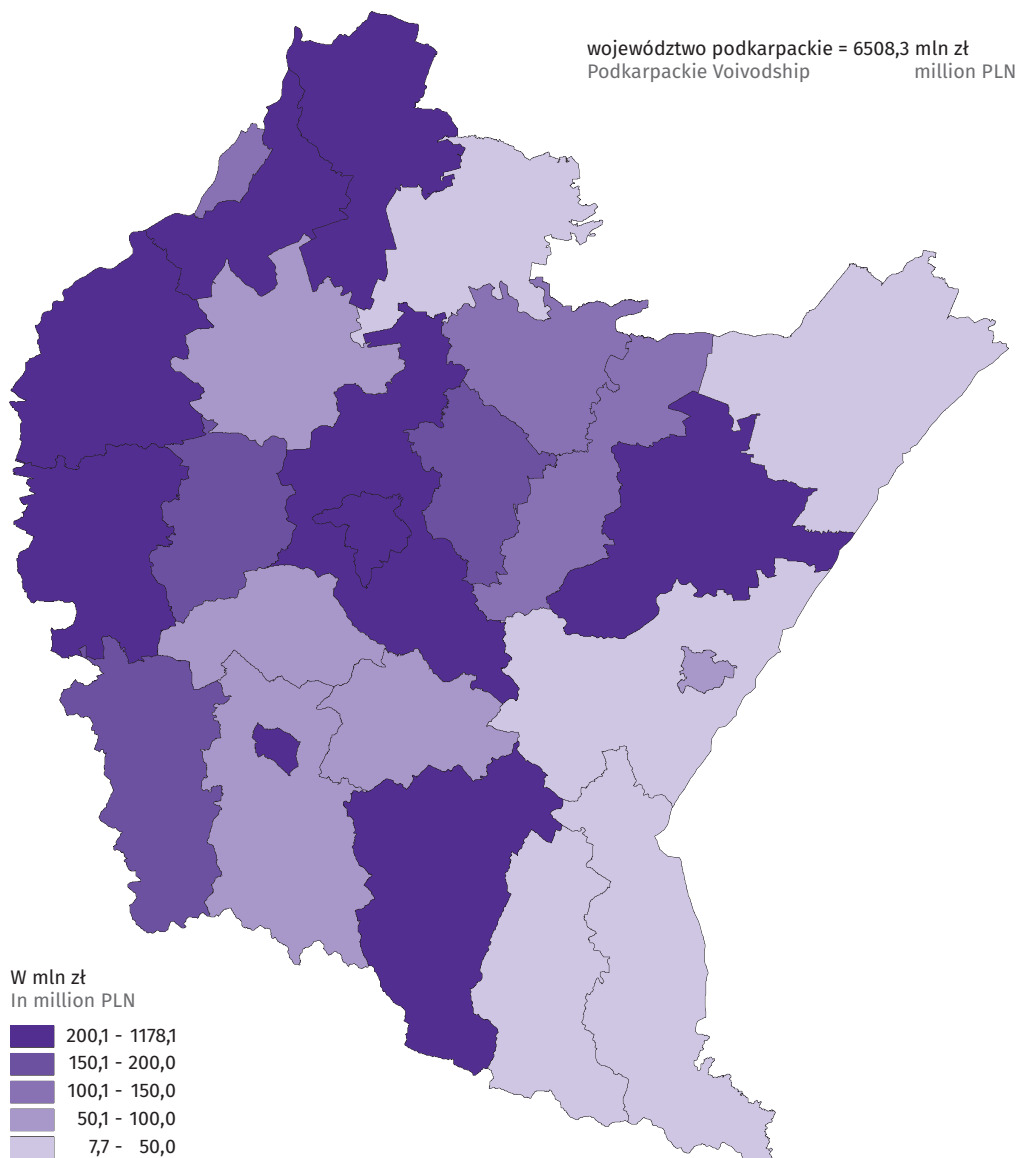 województwo podkarpackie = 6508,3 mln zł
Podkarpackie Voivodship million PLN
W mln zł
In million PLN
200,1 - 1178,1
150,1 - 200,0
100,1 - 150,0
50,1 - 100,0
7,7 - 50,0